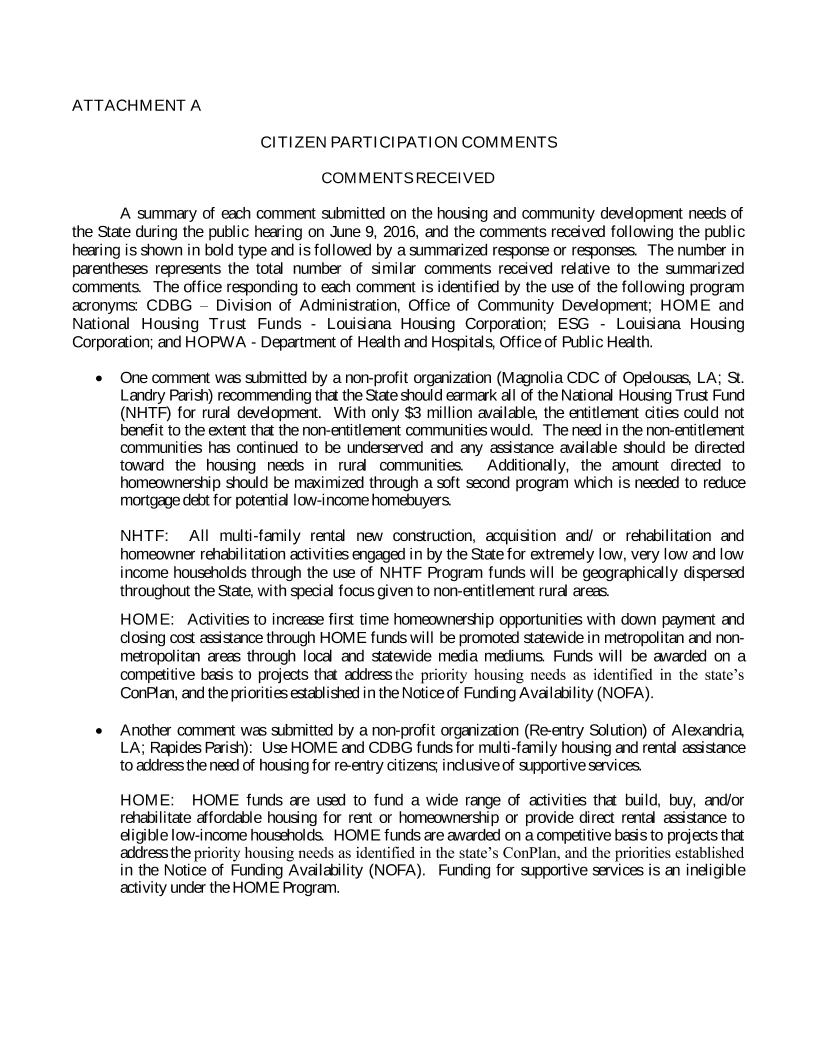 ATTACHMENT A
CITIZEN PARTICIPATION COMMENTS
COMMENTS RECEIVED
A summary of each comment submitted on the housing and community development needs of
the State during the public hearing on June 9, 2016, and the comments received following the public
hearing is shown in bold type and is followed by a summarized response or responses. The number in
parentheses represents the total number of similar comments received relative to the summarized
comments. The office responding to each comment is identified by the use of the following program
acronyms: CDBG – Division of Administration, Office of Community Development; HOME and
National Housing Trust Funds - Louisiana Housing Corporation; ESG - Louisiana Housing
Corporation; and HOPWA - Department of Health and Hospitals, Office of Public Health.
• One comment was submitted by a non-profit organization (Magnolia CDC of Opelousas, LA; St.
Landry Parish) recommending that the State should earmark all of the National Housing Trust Fund
(NHTF) for rural development. With only $3 million available, the entitlement cities could not
benefit to the extent that the non-entitlement communities would. The need in the non-entitlement
communities has continued to be underserved and any assistance available should be directed
toward the housing needs in rural communities. Additionally, the amount directed to
homeownership should be maximized through a soft second program which is needed to reduce
mortgage debt for potential low-income homebuyers.
NHTF: All multi-family rental new construction, acquisition and/ or rehabilitation and
homeowner rehabilitation activities engaged in by the State for extremely low, very low and low
income households through the use of NHTF Program funds will be geographically dispersed
throughout the State, with special focus given to non-entitlement rural areas.
HOME: Activities to increase first time homeownership opportunities with down payment and
closing cost assistance through HOME funds will be promoted statewide in metropolitan and non-
metropolitan areas through local and statewide media mediums. Funds will be awarded on a
competitive basis to projects that address the priority housing needs as identified in the state’s
ConPlan, and the priorities established in the Notice of Funding Availability (NOFA).
• Another comment was submitted by a non-profit organization (Re-entry Solution) of Alexandria,
LA; Rapides Parish): Use HOME and CDBG funds for multi-family housing and rental assistance
to address the need of housing for re-entry citizens; inclusive of supportive services.
HOME: HOME funds are used to fund a wide range of activities that build, buy, and/or
rehabilitate affordable housing for rent or homeownership or provide direct rental assistance to
eligible low-income households. HOME funds are awarded on a competitive basis to projects that
address the priority housing needs as identified in the state’s ConPlan, and the priorities established
in the Notice of Funding Availability (NOFA). Funding for supportive services is an ineligible
activity under the HOME Program.